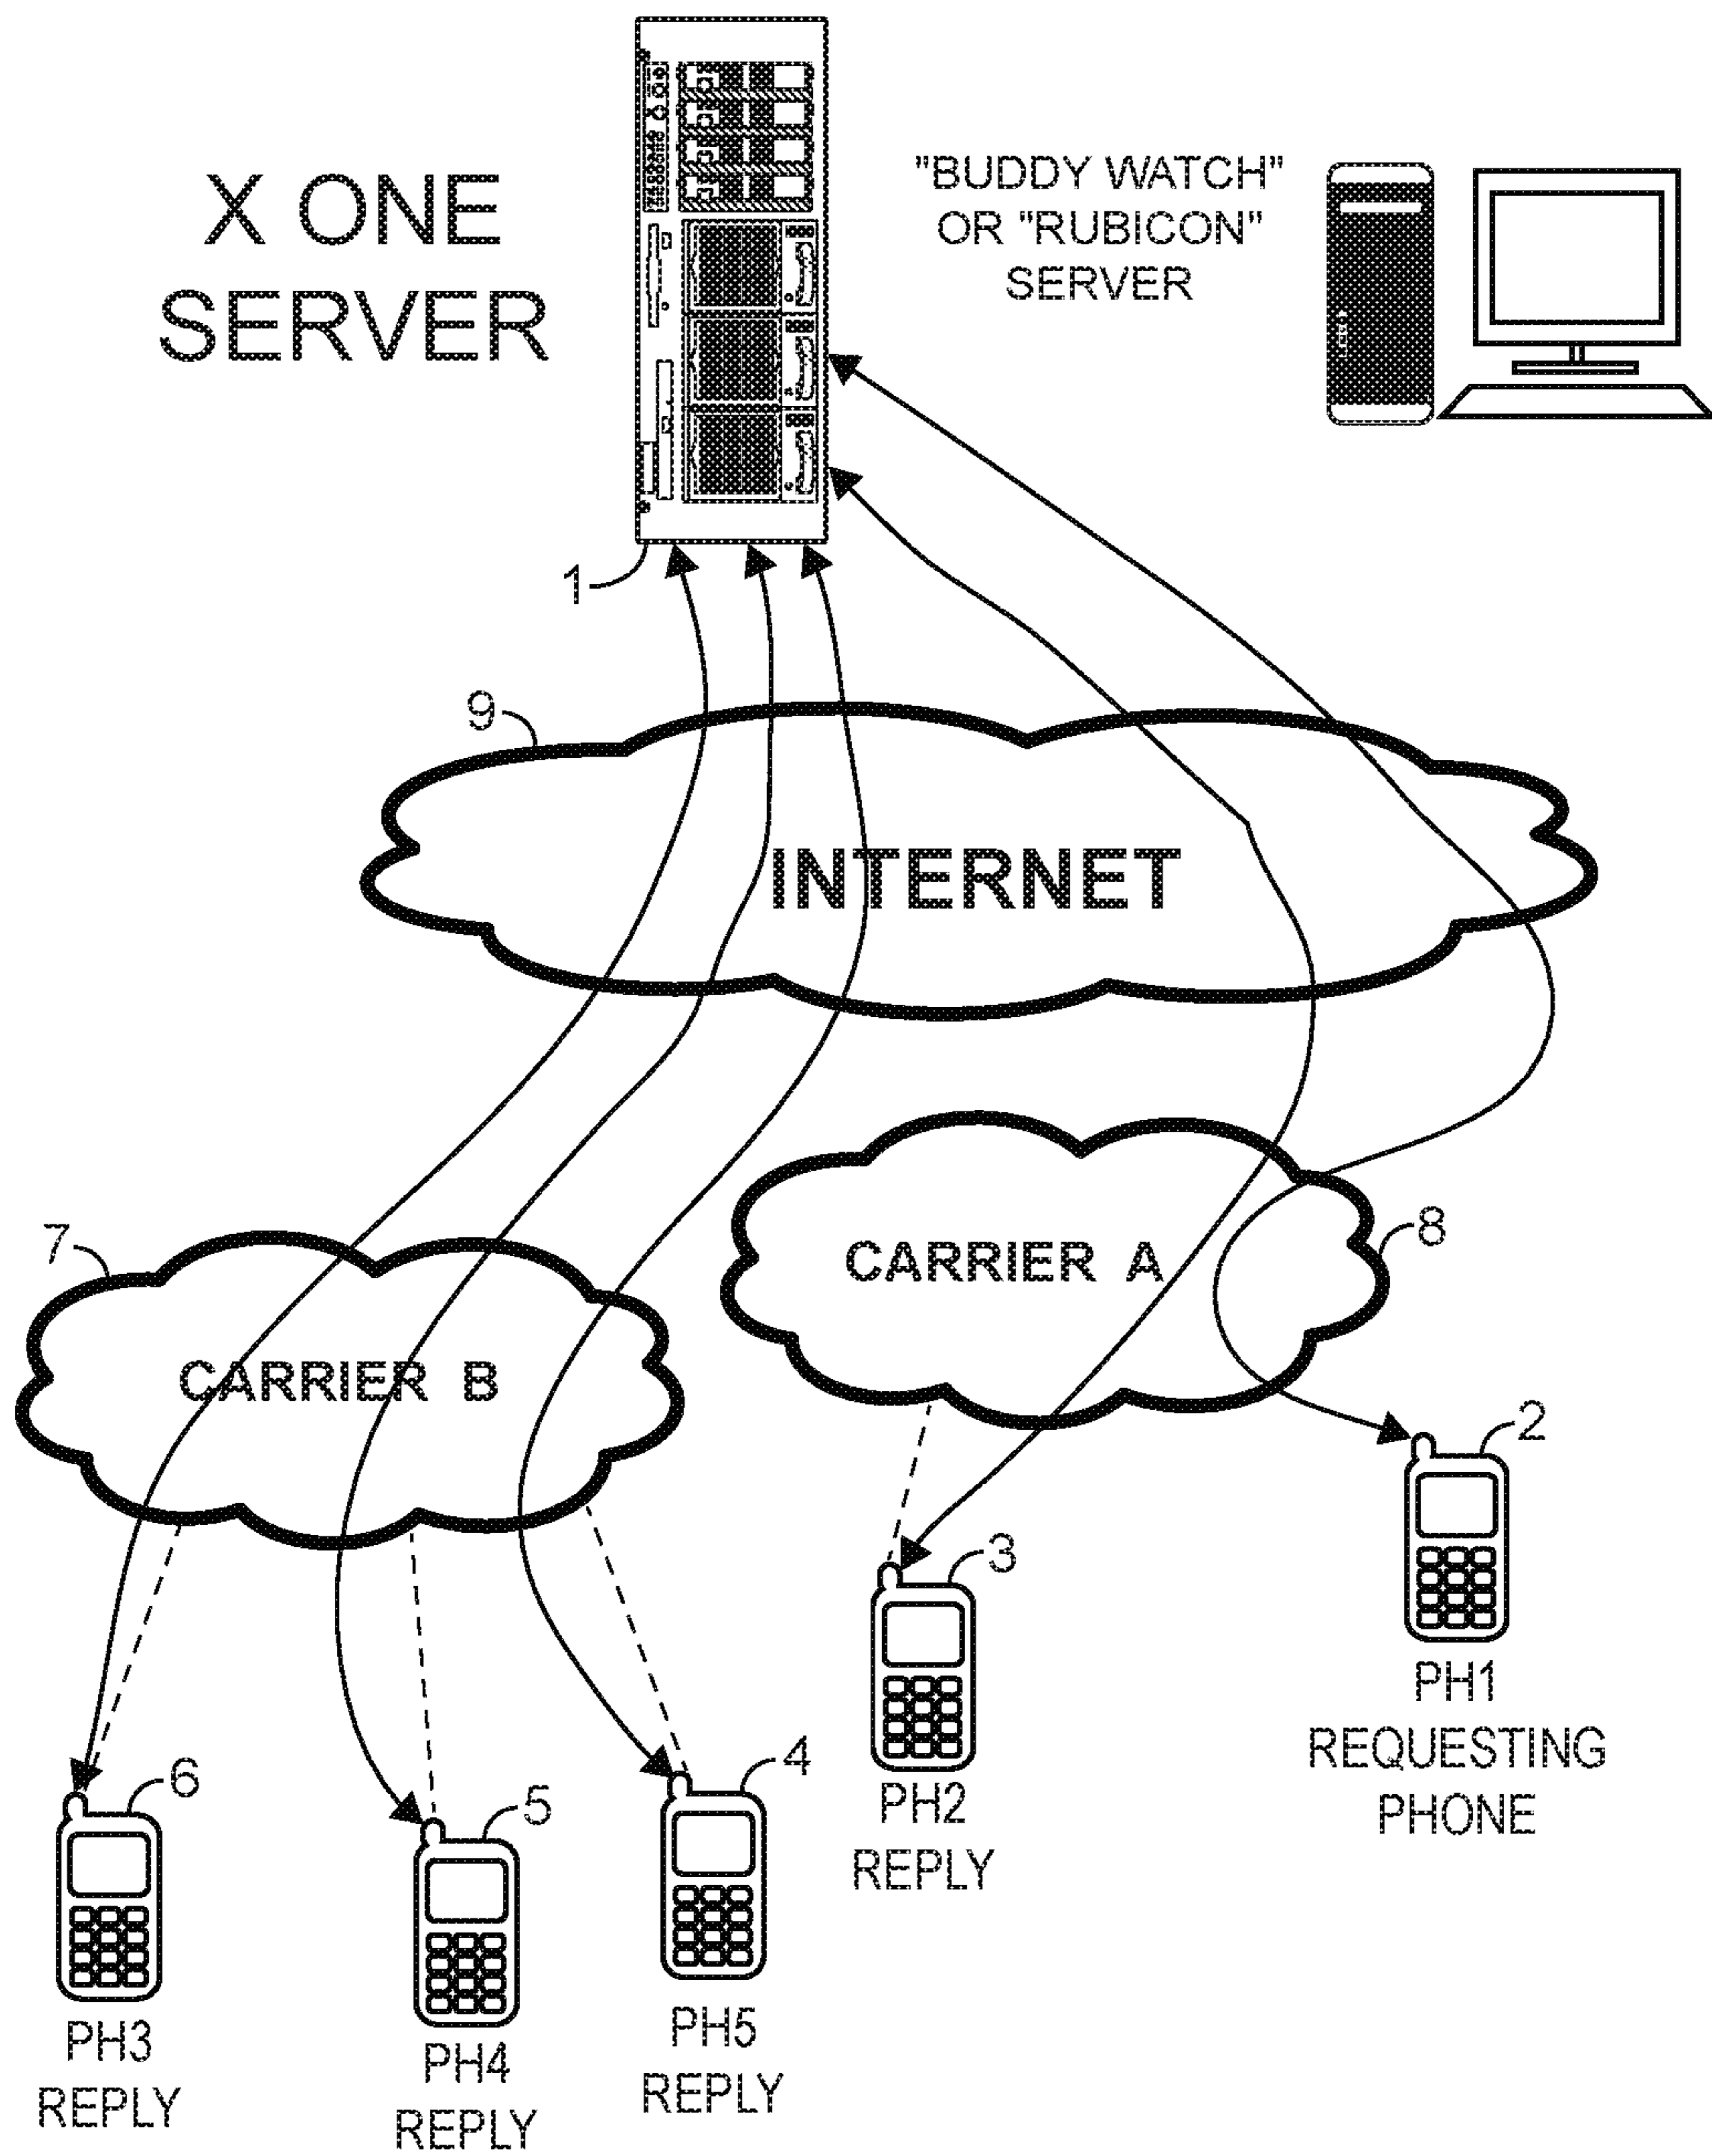 X ONE
SERVER
"BUDDY WATCH"
OR "RUBICON"
SERVER
1
9
INTERNET
7
8
CARRIER A
CARRIER B
2
3
PH1
REQUESTING
PHONE
4
6
5
PH2
REPLY
PH3
REPLY
PH4
REPLY
PH5
REPLY